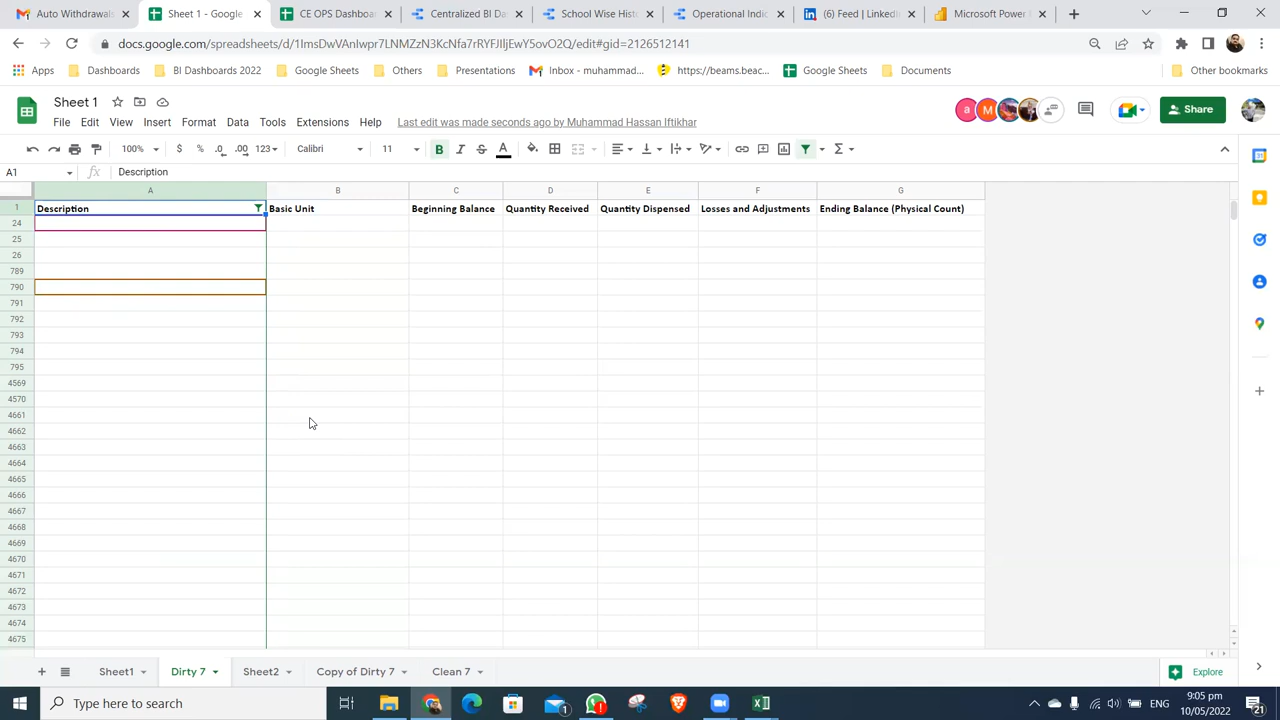 Auto Withdrawals
Sheet 1 - Google
CE OPS Dashboa
Centralized BI Da
School Wise Hist
Operational Indic
(6) Feed | LinkedIn
Microsoft Power
docs.google.com/spreadsheets/d/
/edit#gid=2126512141
Apps
Dashboards
BI Dashboards 2022
Google Sheets
Others
Presentations
Inbox - muhammad...
https://beams.beac...
Google Sheets
Documents
Other bookmarks
Sheet 1
File Edit View Insert Format Data Tools Extensions Help Last edit was made seconds ago by Muhammad Hassan Iftikhar
a M
Share
100% $ % .0 .00 123 Calibri 11 B I S A
A1 fx Description
A B C D E F G
1 Description Basic Unit Beginning Balance Quantity Received Quantity Dispensed Losses and Adjustments Ending Balance (Physical Count)
24
25
26
789
790
791
792
793
794
795
4569
4570
4661
4662
4663
4664
4665
4666
4667
4668
4669
4670
4671
4672
4673
4674
4675
Sheet1 Dirty 7 Sheet2 Copy of Dirty 7 Clean 7 Explore
Type here to search
ENG
9:05 pm
10/05/2022
21